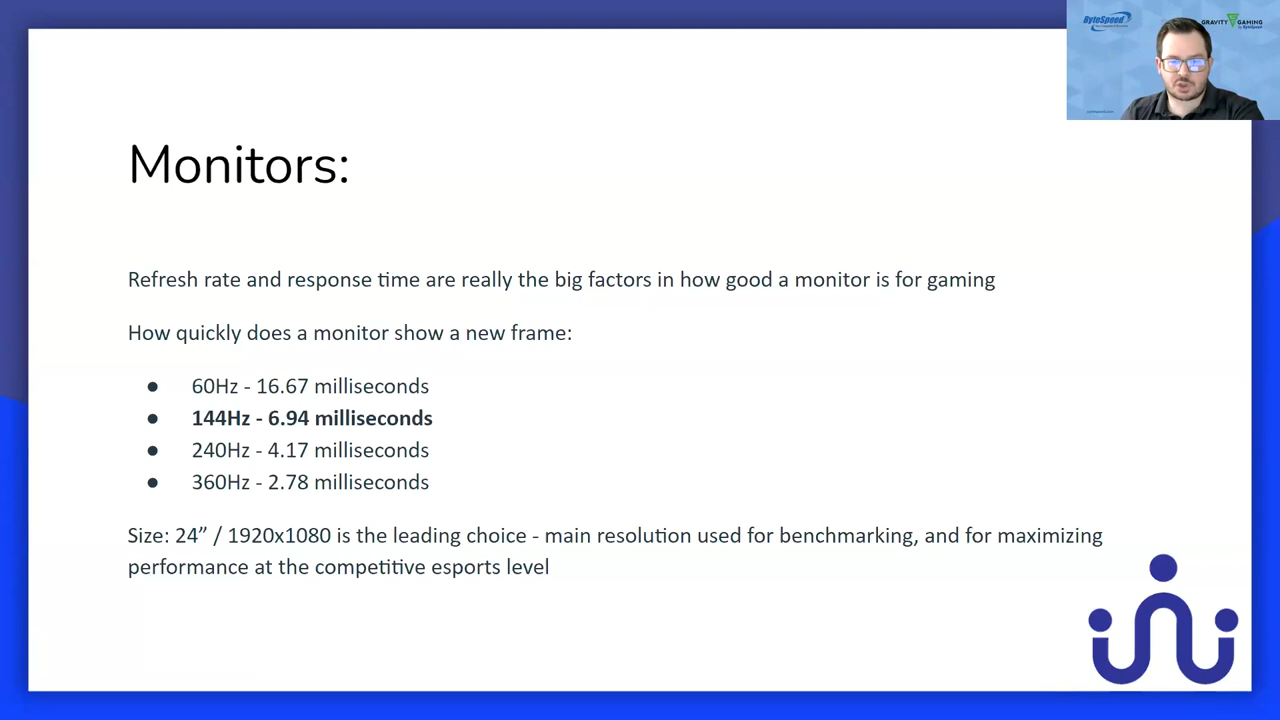 ByteSpeed
GRAVITY GAMING
by ByteSpeed
Monitors:
Refresh rate and response time are really the big factors in how good a monitor is for gaming
How quickly does a monitor show a new frame:
● 60Hz - 16.67 milliseconds
● 144Hz - 6.94 milliseconds
● 240Hz - 4.17 milliseconds
● 360Hz - 2.78 milliseconds
Size: 24” / 1920x1080 is the leading choice - main resolution used for benchmarking, and for maximizing
performance at the competitive esports level